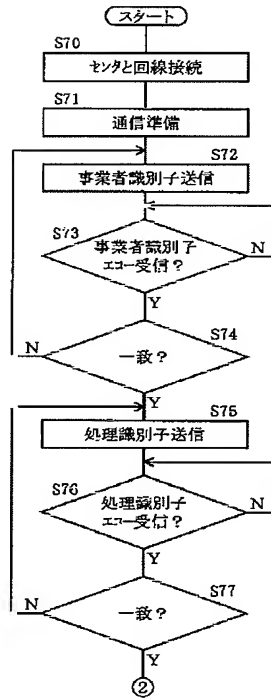 スタート
S70
センタと回線接続
S71
通信準備
S72
事業者識別子送信
S73
事業者識別子
エコー受信?
N
Y
S74
N
一致?
Y
S75
処理識別子送信
S76
処理識別子
エコー受信?
N
Y
S77
N
一致?
Y
②